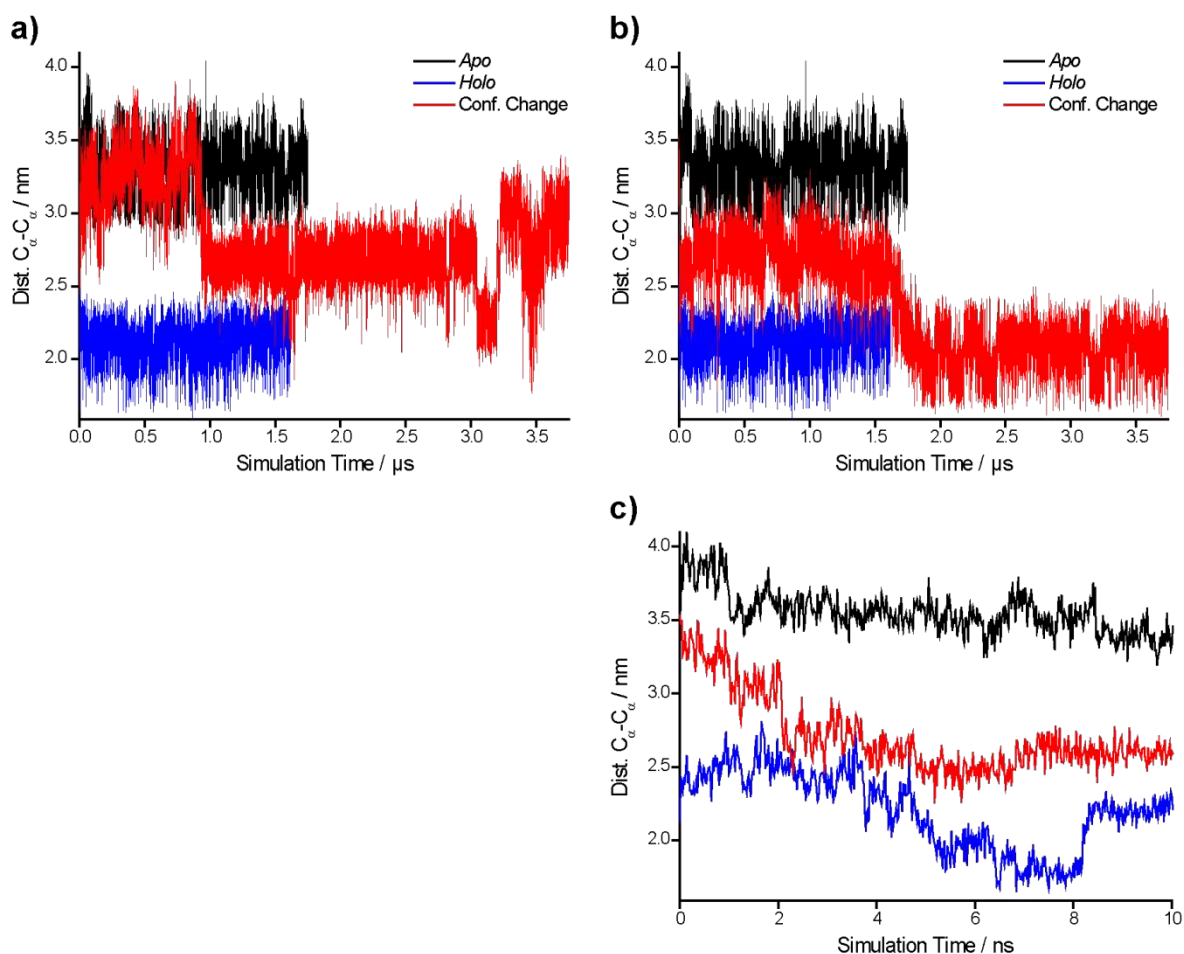 a)
Apo
Holo
Conf. Change
4.0
3.5
3.0
2.5
2.0
Dist. Cα-Cα / nm
0.0 0.5 1.0 1.5 2.0 2.5 3.0 3.5
Simulation Time / µs
b)
Apo
Holo
Conf. Change
4.0
3.5
3.0
2.5
2.0
Dist. Cα-Cα / nm
0.0 0.5 1.0 1.5 2.0 2.5 3.0 3.5
Simulation Time / µs
c)
4.0
3.5
3.0
2.5
2.0
Dist. Cα-Cα / nm
0 2 4 6 8 10
Simulation Time / ns